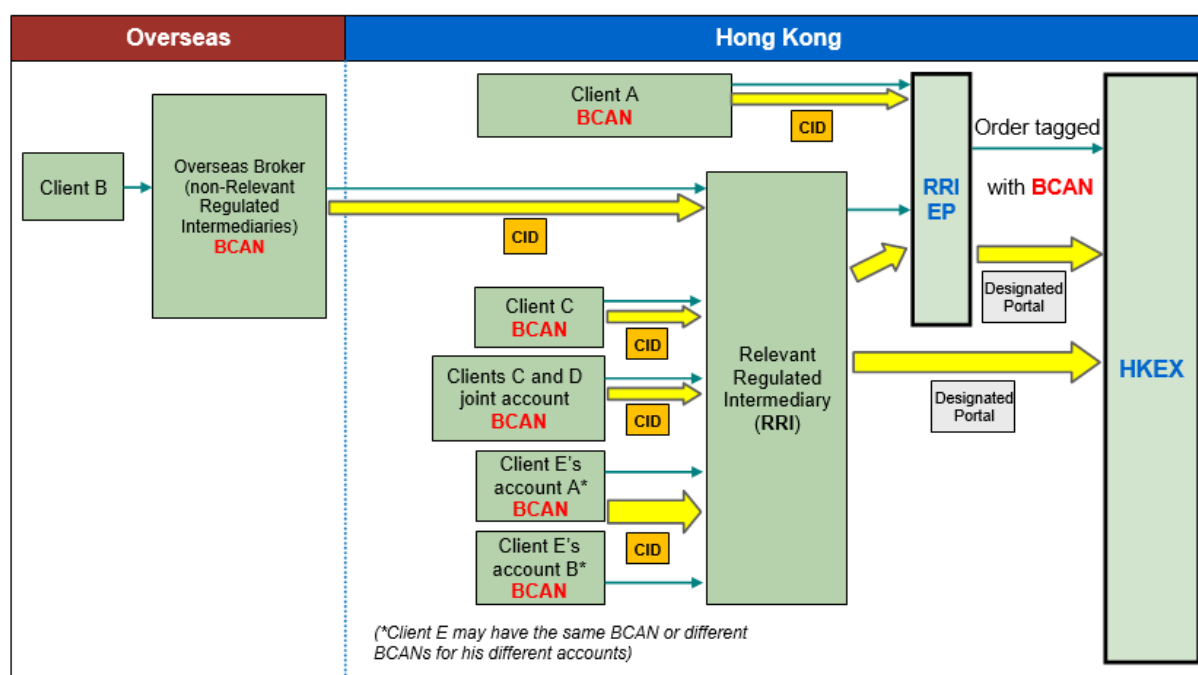 Overseas
Hong Kong
Client A
BCAN
CID
Order tagged
with BCAN
RRI
EP
Client B
Overseas Broker
(non-Relevant
Regulated
Intermediaries)
BCAN
CID
Designated
Portal
Client C
BCAN
CID
Clients C and D
joint account
BCAN
CID
Relevant
Regulated
Intermediary
(RRI)
HKEX
Designated
Portal
Client E's
account A*
BCAN
CID
Client E's
account B*
BCAN
(*Client E may have the same BCAN or different
BCANs for his different accounts)